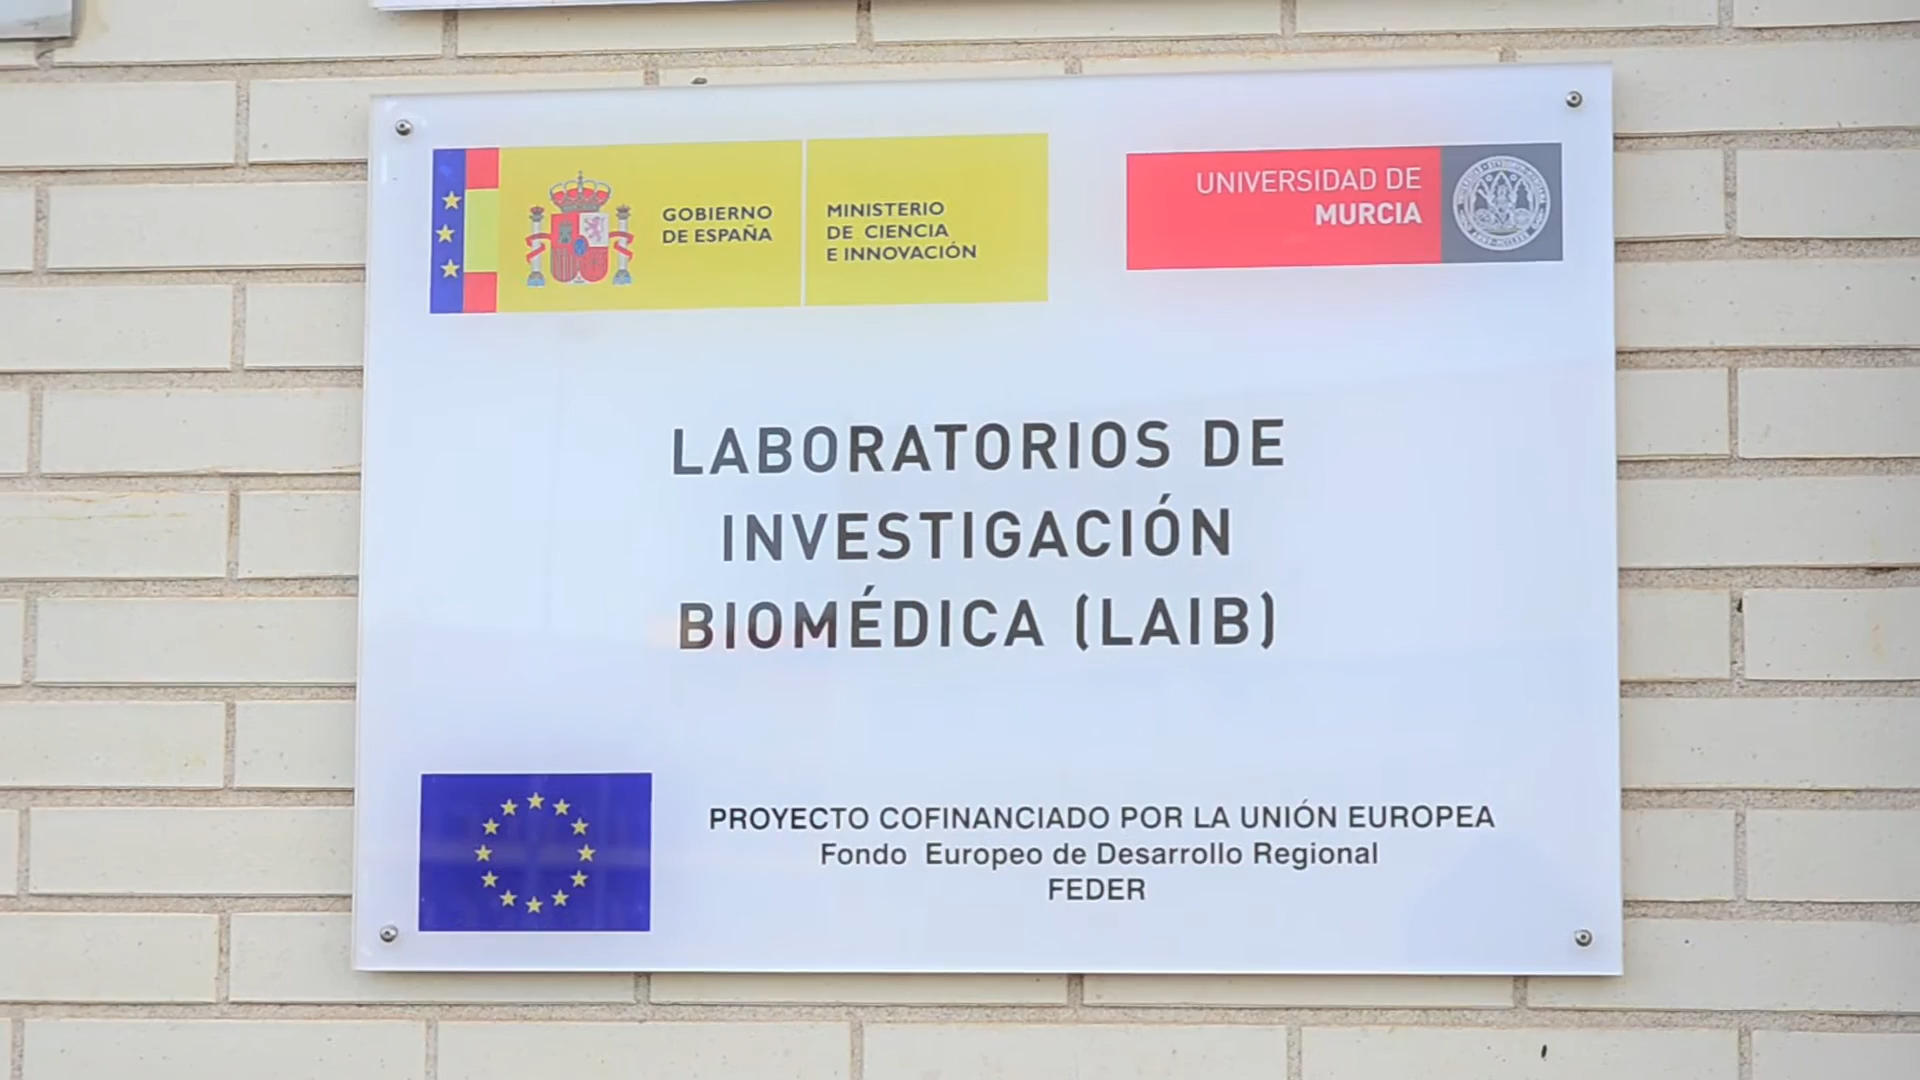 GOBIERNO
DE ESPAÑA
MINISTERIO
DE CIENCIA
E INNOVACIÓN
UNIVERSIDAD DE
MURCIA
LABORATORIOS DE
INVESTIGACIÓN
BIOMÉDICA (LAIB)
PROYECTO COFINANCIADO POR LA UNIÓN EUROPEA
Fondo Europeo de Desarrollo Regional
FEDER